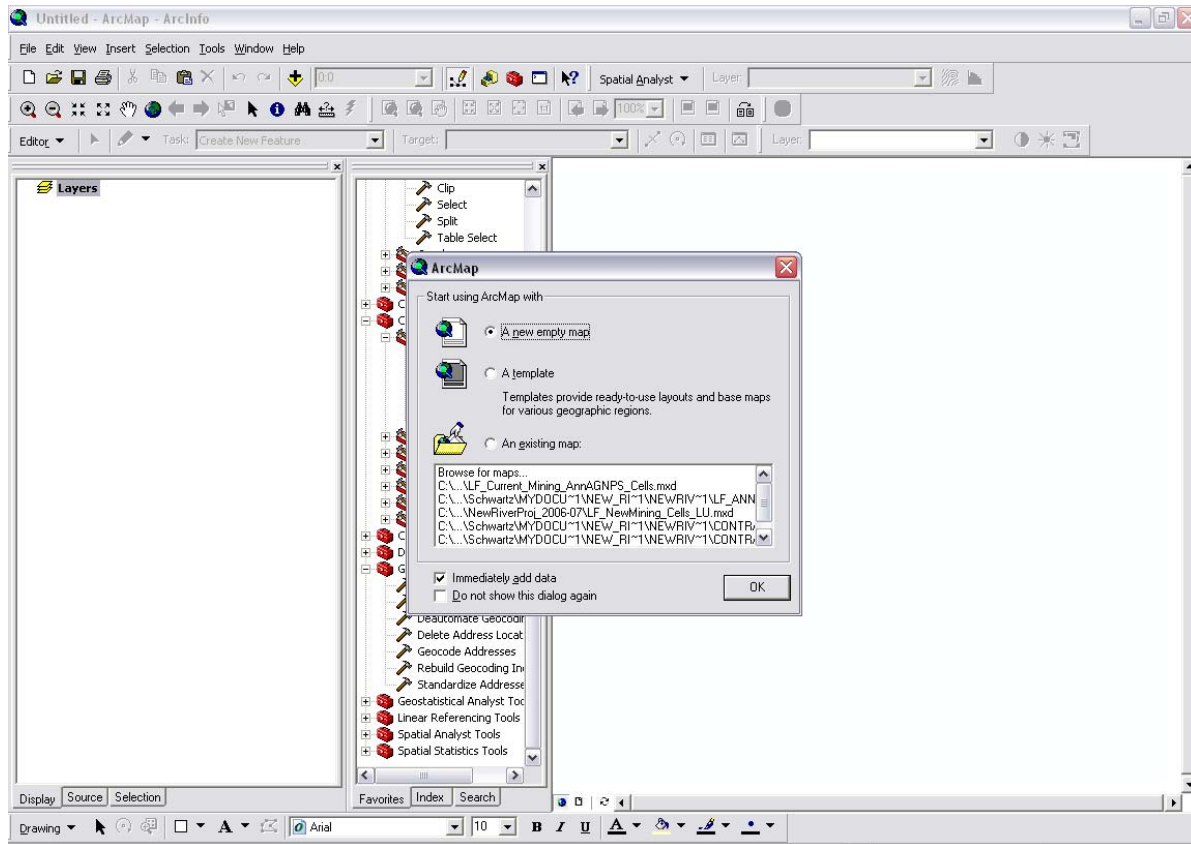 Untitled - ArcMap - ArcInfo
File Edit View Insert Selection Tools Window Help
0:0
Spatial Analyst
Layer:
100%
Editor
Task: Create New Feature
Target:
Layer:
Layers
Clip
Select
Split
Table Select
ArcMap
Start using ArcMap with
A new empty map
A template
Templates provide ready-to-use layouts and base maps
for various geographic regions.
An existing map:
Browse for maps...
C:\...\LF_Current_Mining_AnnAGNPS_Cells.mxd
C:\...\Schwartz\MYDOCU~1\NEW_RI~1\NEWRIV~1\LF_ANN
C:\...\NewRiverProj_2006-07\LF_NewMining_Cells_LU.mxd
C:\...\Schwartz\MYDOCU~1\NEW_RI~1\NEWRIV~1\CONTRA
C:\...\Schwartz\MYDOCU~1\NEW_RI~1\NEWRIV~1\CONTR
Immediately add data
Do not show this dialog again
OK
C
C
C
D
G
Deautomate Geocodin
Delete Address Locat
Geocode Addresses
Rebuild Geocoding In
Standardize Addresse
Geostatistical Analyst Too
Linear Referencing Tools
Spatial Analyst Tools
Spatial Statistics Tools
Display Source Selection
Favorites Index Search
Drawing
A
Arial
10
B I U A